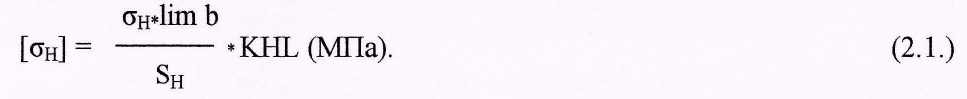 σH*lim b
[σH] = ————— *KHL (МПа). (2.1.)
SH